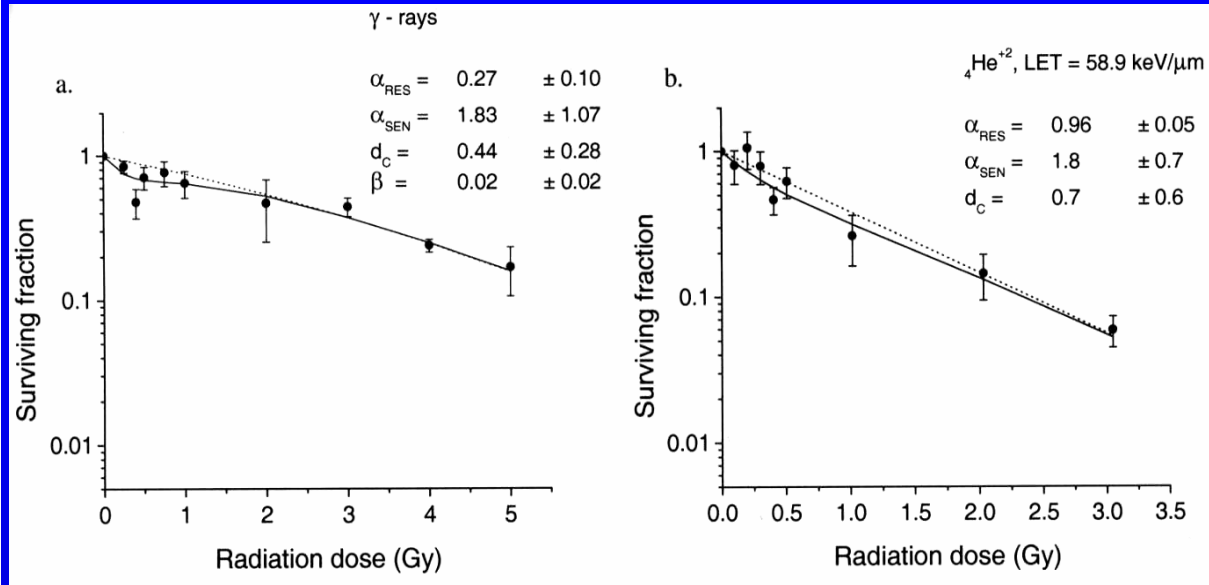 γ - rays
a.
α_RES = 0.27 ± 0.10
α_SEN = 1.83 ± 1.07
d_C = 0.44 ± 0.28
β = 0.02 ± 0.02
1
0.1
0.01
Surviving fraction
0 1 2 3 4 5
Radiation dose (Gy)
b.
₄He⁺², LET = 58.9 keV/μm
α_RES = 0.96 ± 0.05
α_SEN = 1.8 ± 0.7
d_C = 0.7 ± 0.6
1
0.1
0.01
Surviving fraction
0.0 0.5 1.0 1.5 2.0 2.5 3.0 3.5
Radiation dose (Gy)